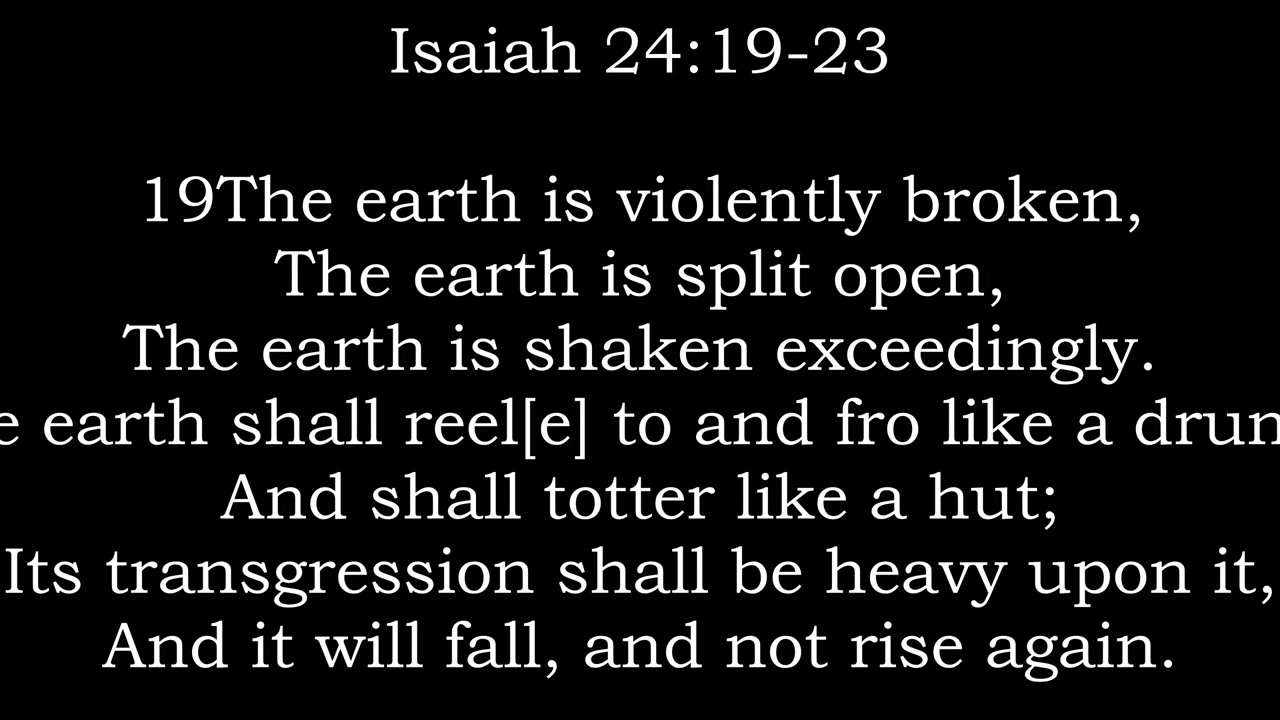 Isaiah 24:19-23
19The earth is violently broken,
The earth is split open,
The earth is shaken exceedingly.
e earth shall reel[e] to and fro like a drun
And shall totter like a hut;
Its transgression shall be heavy upon it,
And it will fall, and not rise again.